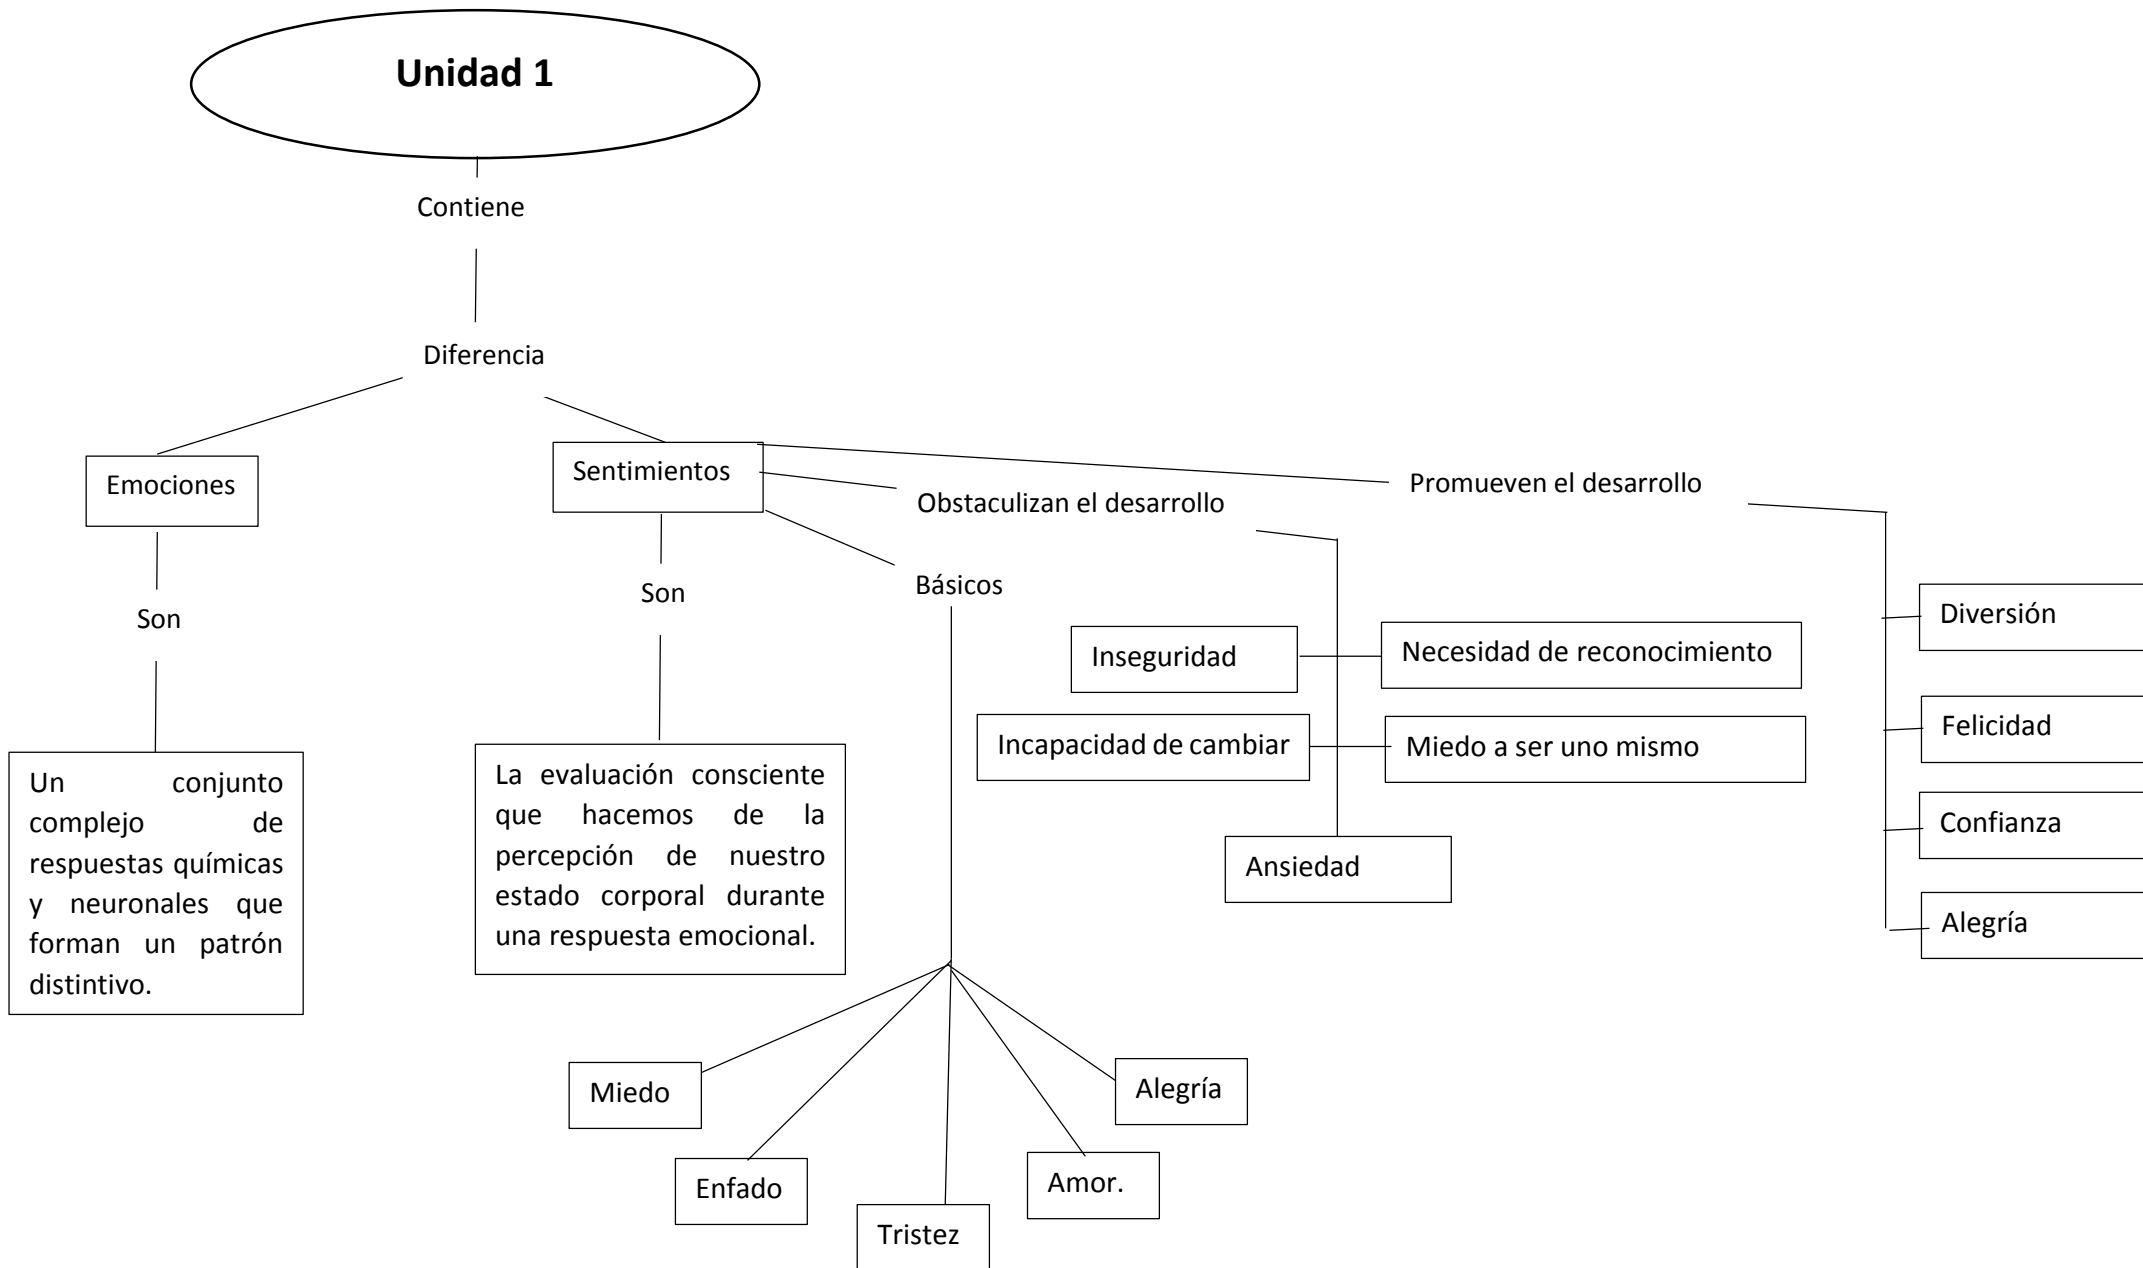 Unidad 1
Contiene
Diferencia
Emociones
Sentimientos
Obstaculizan el desarrollo
Promueven el desarrollo
Son
Son
Básicos
Diversión
Inseguridad
Necesidad de reconocimiento
Felicidad
Incapacidad de cambiar
Miedo a ser uno mismo
Confianza
Ansiedad
Alegría
Un conjunto
complejo de
respuestas químicas
y neuronales que
forman un patrón
distintivo.
La evaluación consciente
que hacemos de la
percepción de nuestro
estado corporal durante
una respuesta emocional.
Miedo
Alegría
Enfado
Amor.
Tristez